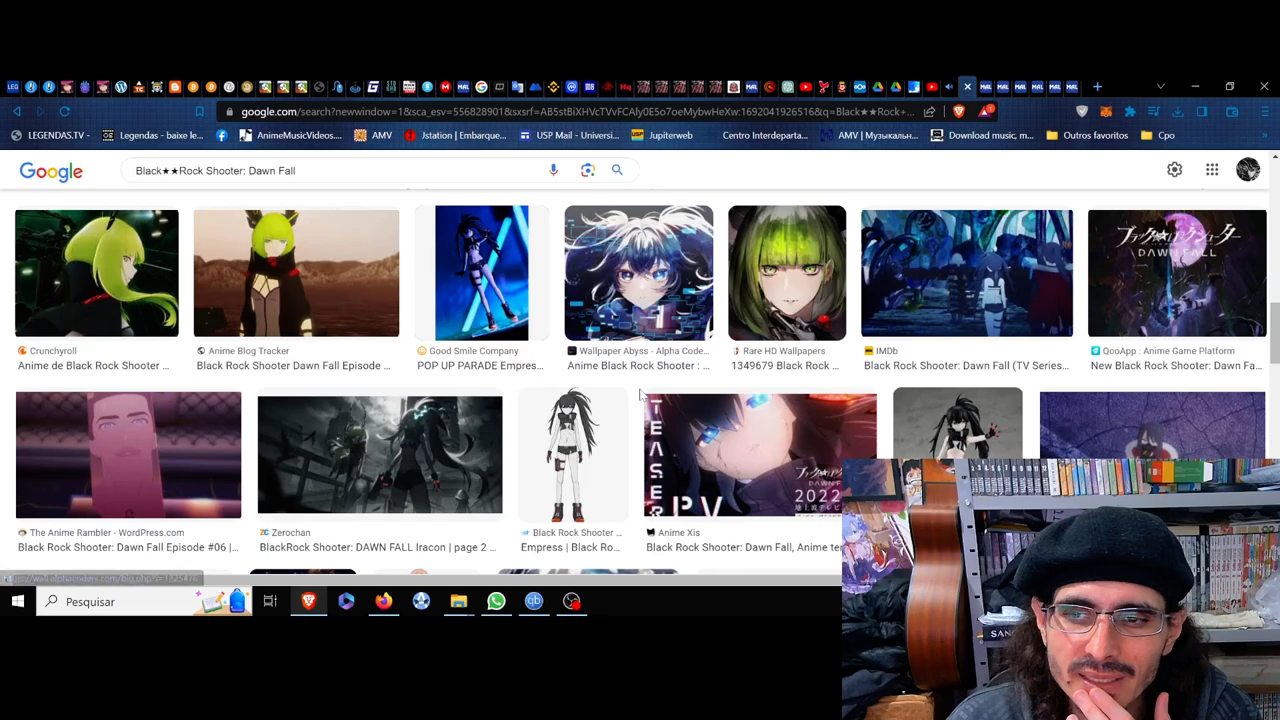 google.com/search?newwindow=1&sca_esv=556828901&sxsrf=AB5stBiXHVcTVvFCAly0E5o7oeMybwHeXw:1692041926516&q=Black★★Rock+...
LEGENDAS.TV -
Legendas - baixe le...
AnimeMusicVideos....
AMV
Jstation | Embarque...
USP Mail - Universi...
Jupiterweb
Centro Interdeparta...
AMV | Музыкальн...
Download music, m...
Outros favoritos
Cpo
Google
Black★★Rock Shooter: Dawn Fall
DAWN FALL
Crunchyroll
Anime de Black Rock Shooter ...
Anime Blog Tracker
Black Rock Shooter Dawn Fall Episode ...
Good Smile Company
POP UP PARADE Empres...
Wallpaper Abyss - Alpha Code...
Anime Black Rock Shooter : ...
Rare HD Wallpapers
1349679 Black Rock ...
IMDb
Black Rock Shooter: Dawn Fall (TV Series...
QooApp : Anime Game Platform
New Black Rock Shooter: Dawn Fa...
TEASER
PV
2022
The Anime Rambler - WordPress.com
Black Rock Shooter: Dawn Fall Episode #06 |...
Zerochan
BlackRock Shooter: DAWN FALL Iracon | page 2 ...
Black Rock Shooter ...
Empress | Black Ro...
Anime Xis
Black Rock Shooter: Dawn Fall, Anime ter
Pesquisar